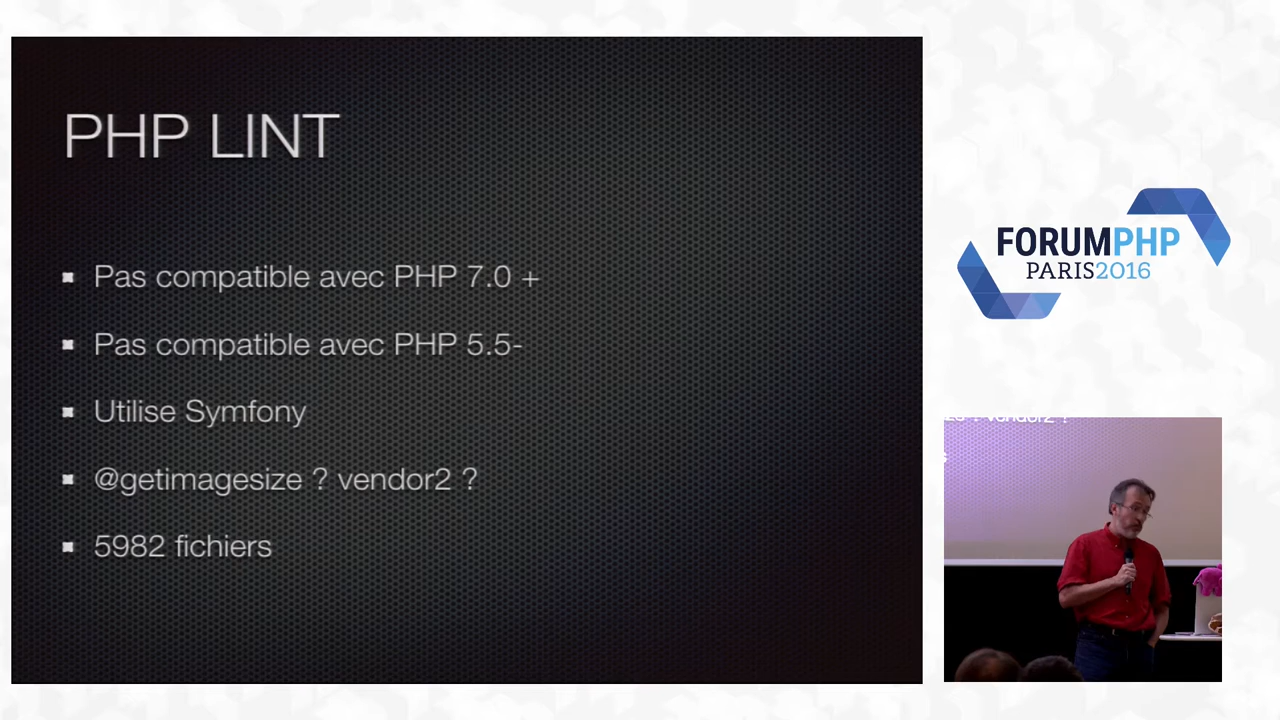 PHP LINT
Pas compatible avec PHP 7.0 +
Pas compatible avec PHP 5.5-
Utilise Symfony
@getimagesize ? vendor2 ?
5982 fichiers
FORUMPHP
PARIS2016
vendor2 ?